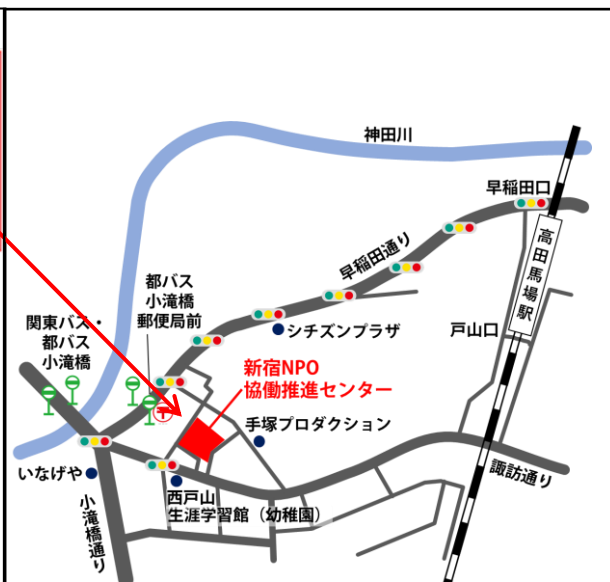 神田川
早稲田口
早稲田通り
高田馬場駅
都バス
小滝橋
郵便局前
関東バス・
都バス
小滝橋
シチズンプラザ
戸山口
新宿NPO
協働推進センター
手塚プロダクション
いなげや
西戸山
生涯学習館（幼稚園）
諏訪通り
小滝橋通り